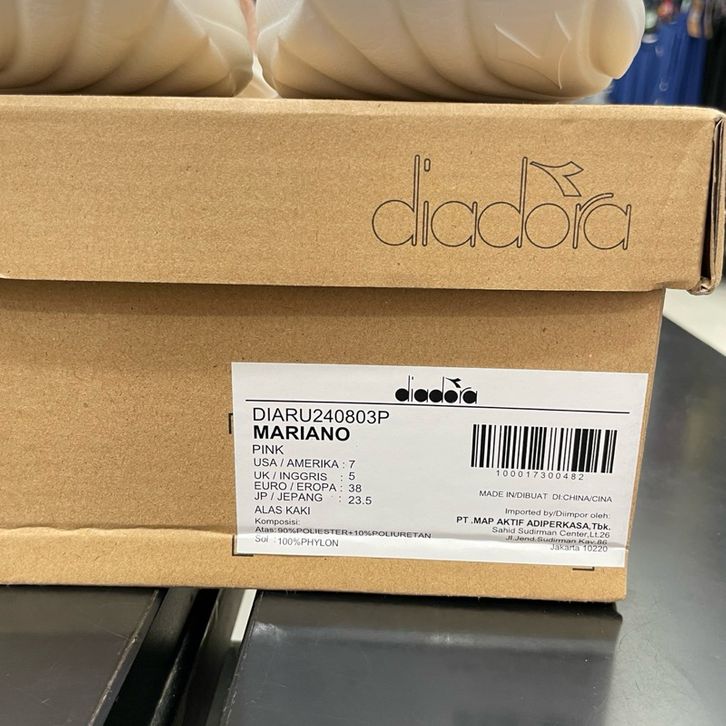 diadora
diadora
DIARU240803P
MARIANO
PINK
USA / AMERIKA : 7
UK / INGGRIS : 5
EURO / EROPA : 38
JP / JEPANG : 23.5
ALAS KAKI
Komposisi:
Atas: 90%POLIESTER+10%POLIURETAN
Sol : 100%PHYLON
100017300482
MADE IN/DIBUAT DI:CHINA/CINA
Imported by/Diimpor oleh:
PT .MAP AKTIF ADIPERKASA,Tbk.
Sahid Sudirman Center,Lt.26
Jl.Jend.Sudirman Kav.86
Jakarta 10220